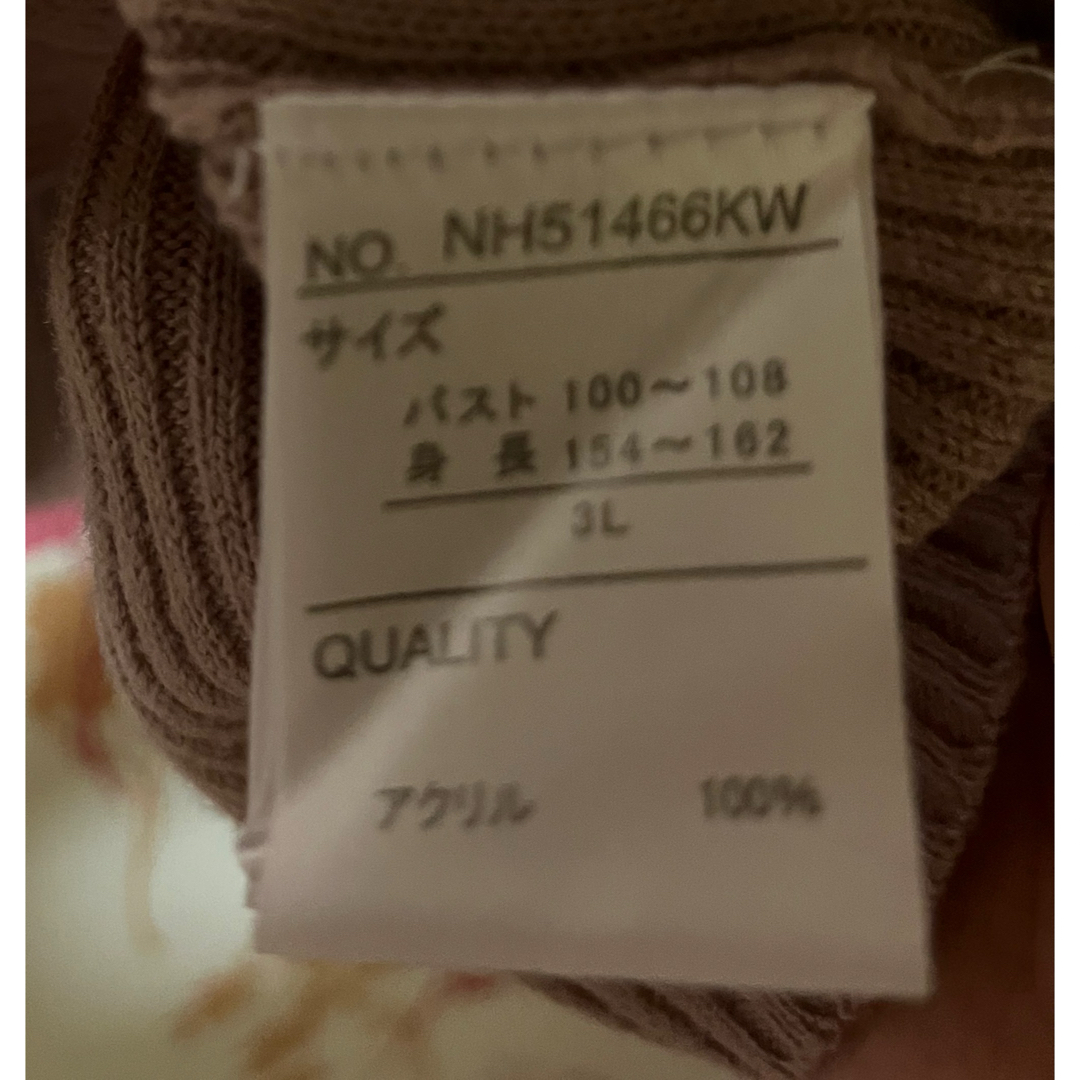 NO. NH51466KW
サイズ
バスト 100～108
身 長 154～162
3L
QUALITY
アクリル 100%